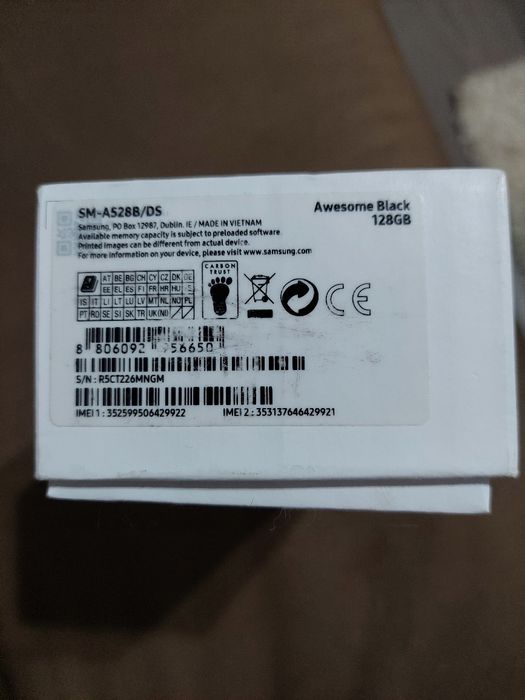 SM-A528B/DS
Awesome Black
128GB
Samsung, PO Box 12987, Dublin. IE / MADE IN VIETNAM
Available memory capacity is subject to preloaded software.
Printed images can be different from actual device.
For more information on your device, please visit www.samsung.com
AT BE BG CH CY CZ DK
EE EL ES FI FR HR HU
IS IT LI LT LU LV MT NL NO PL
PT RO SE SI SK TR UK(NI)
CARBON
TRUST
CE
8 806092 956650
S/N : R5CT226MNGM
IMEI 1 : 352599506429922
IMEI 2 : 353137646429921